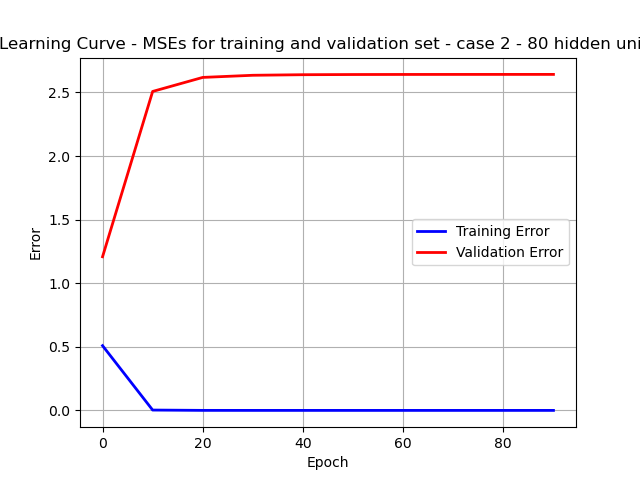 Learning Curve - MSEs for training and validation set - case 2 - 80 hidden uni
2.5
2.0
1.5
1.0
0.5
0.0
Error
Training Error
Validation Error
0 20 40 60 80
Epoch